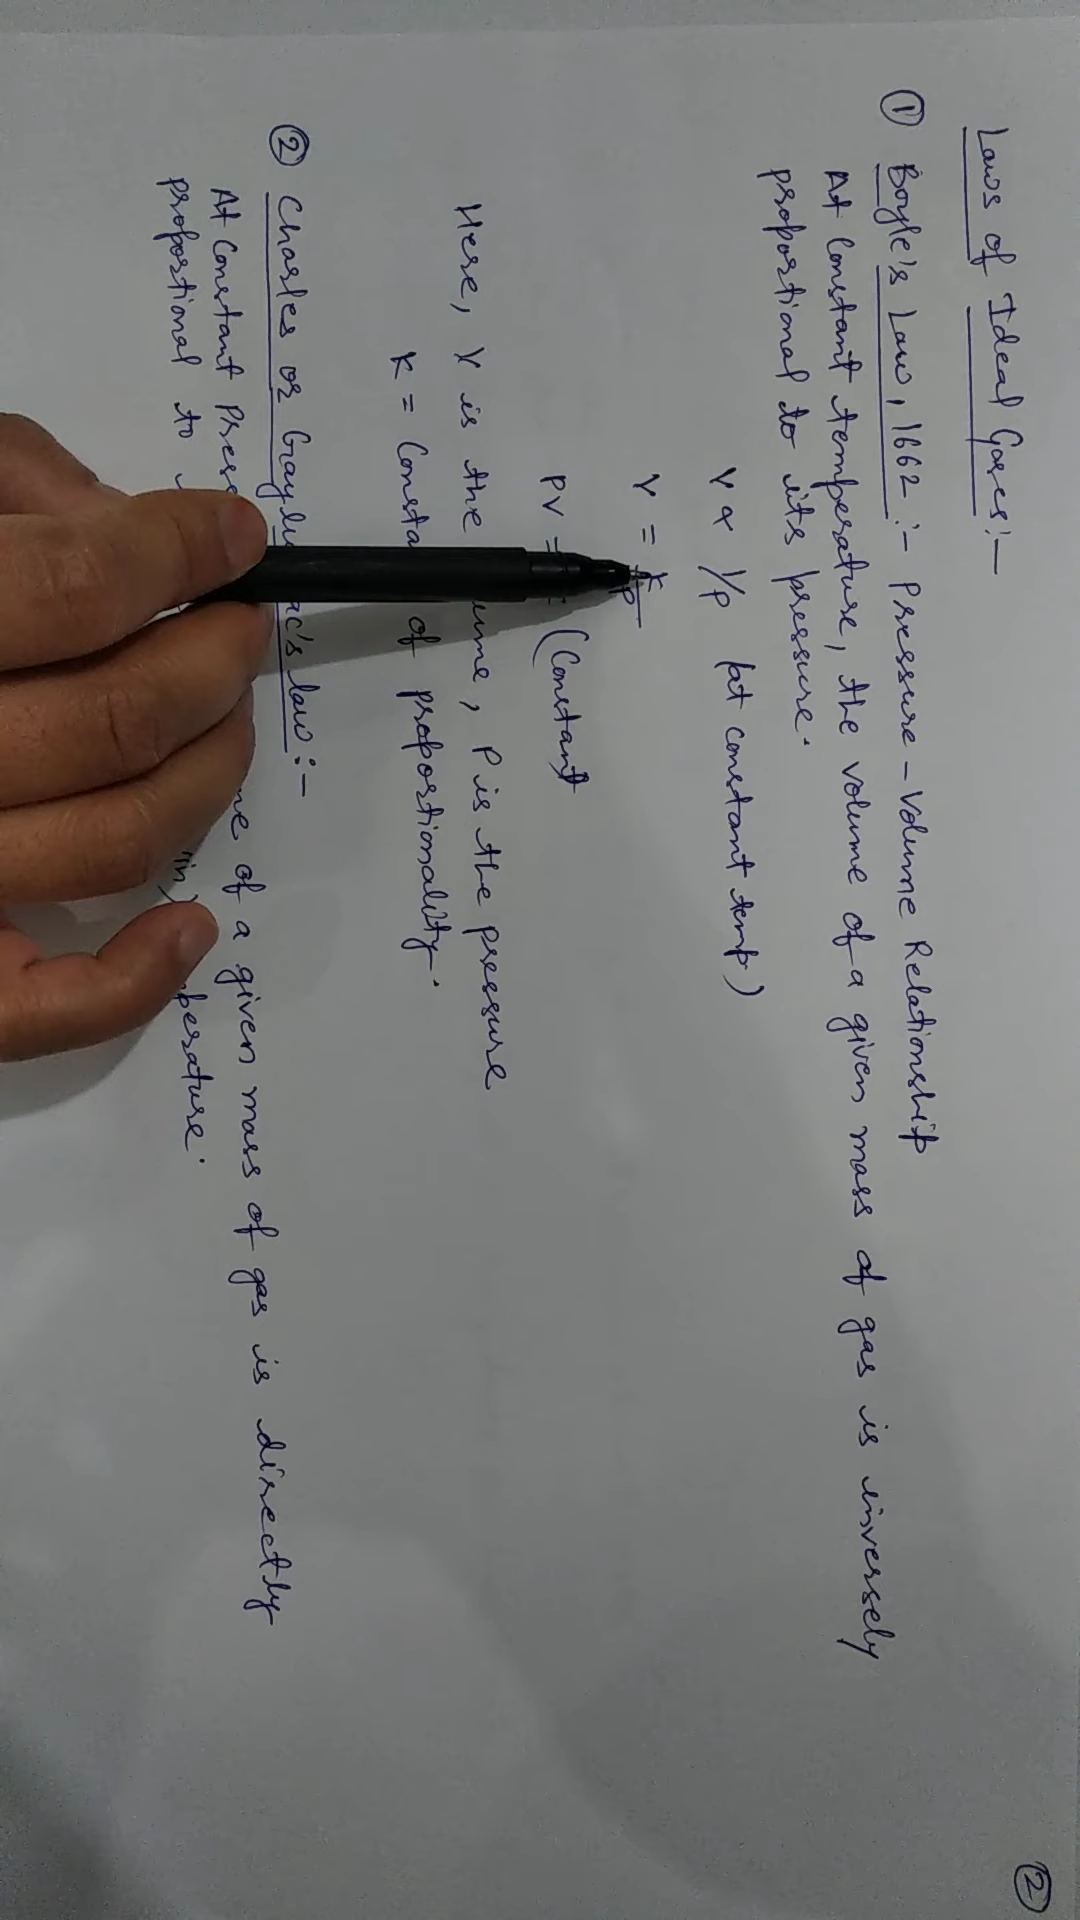 ②
Laws of Ideal Gases:-
① Boyle's Law, 1662:- Pressure - Volume Relationship
At Constant temperature, the volume of a given mass of gas is inversely
proportional to its pressure.
V ∝ 1/P (at constant temp)
V = K/P
PV = (Constant)
Here, V is the P is the pressure
K = of proportionality.
② Charles or law:-
At Constant of a given mass of gas is directly
proportional to